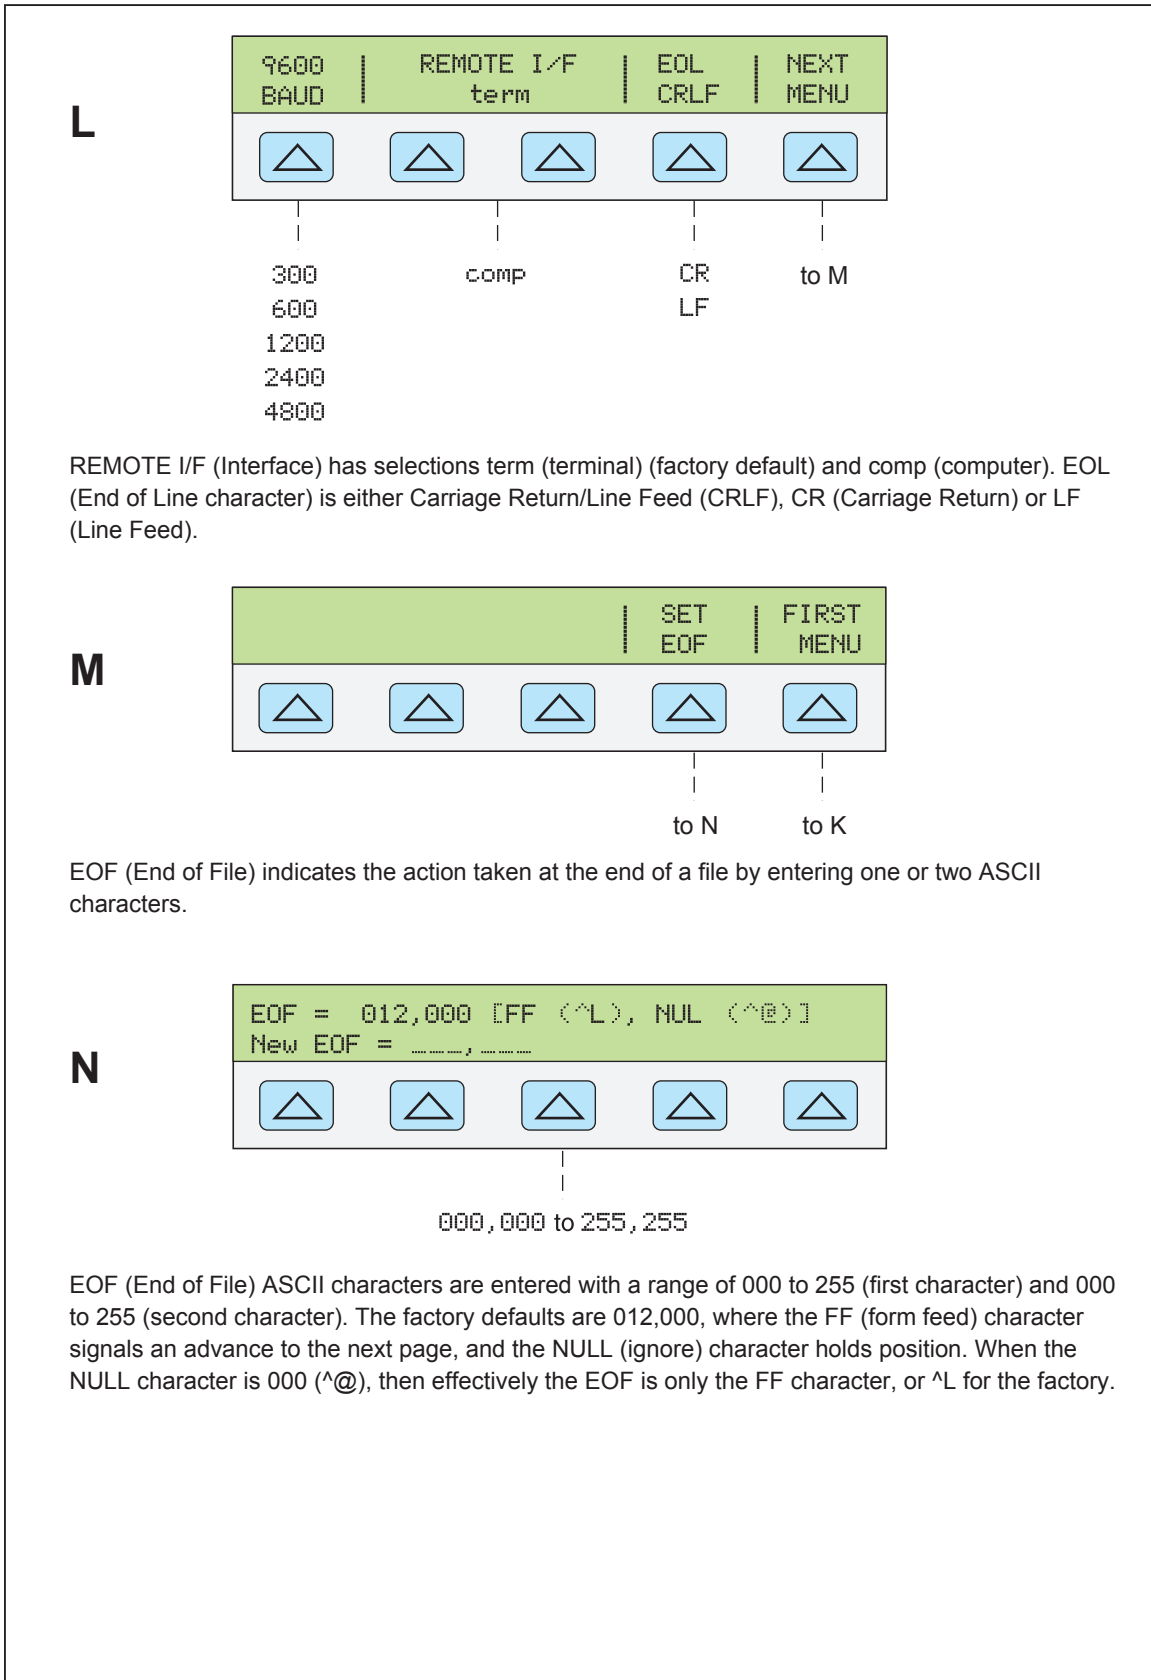 L
9600 | REMOTE I/F | EOL | NEXT
BAUD | term | CRLF | MENU
300 comp CR to M
600 LF
1200
2400
4800
REMOTE I/F (Interface) has selections term (terminal) (factory default) and comp (computer). EOL
(End of Line character) is either Carriage Return/Line Feed (CRLF), CR (Carriage Return) or LF
(Line Feed).
M
| SET | FIRST
| EOF | MENU
to N to K
EOF (End of File) indicates the action taken at the end of a file by entering one or two ASCII
characters.
N
EOF = 012,000 [FF (^L), NUL (^@)]
New EOF = ___,___
000,000 to 255,255
EOF (End of File) ASCII characters are entered with a range of 000 to 255 (first character) and 000
to 255 (second character). The factory defaults are 012,000, where the FF (form feed) character
signals an advance to the next page, and the NULL (ignore) character holds position. When the
NULL character is 000 (^@), then effectively the EOF is only the FF character, or ^L for the factory.